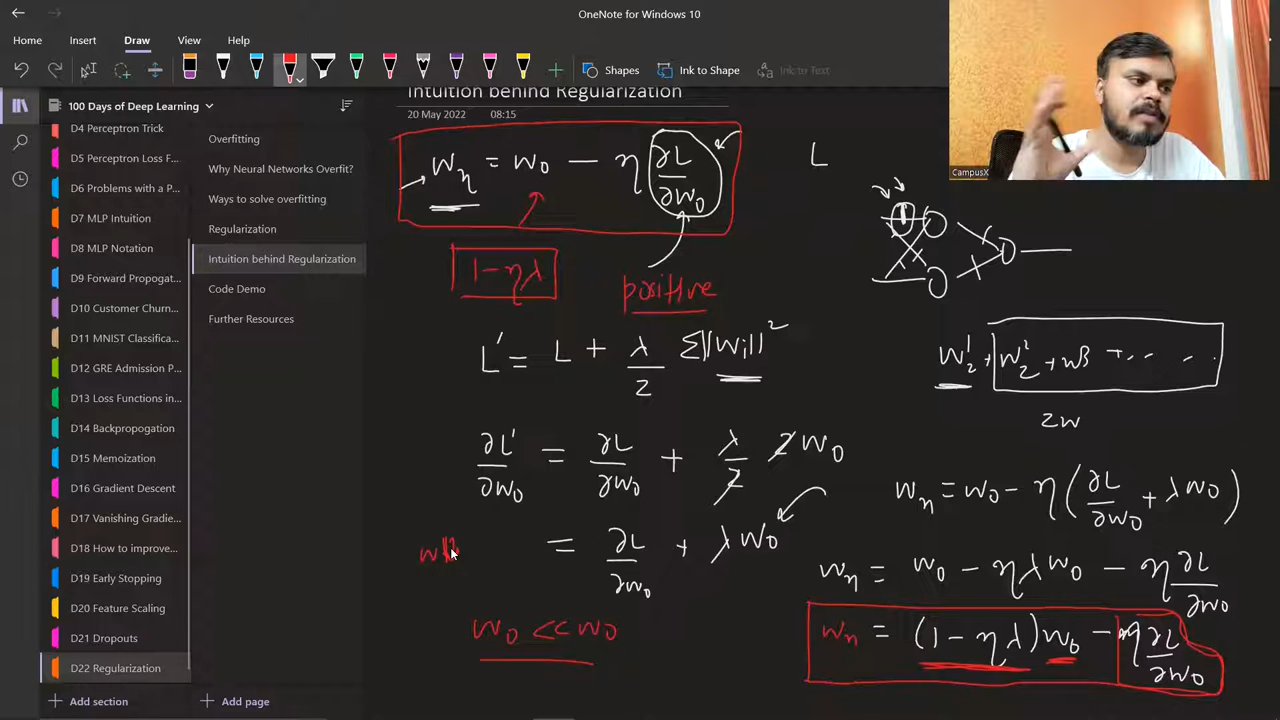 OneNote for Windows 10
Home Insert Draw View Help
Shapes Ink to Shape Ink to Text
100 Days of Deep Learning
D4 Perceptron Trick
D5 Perceptron Loss F...
D6 Problems with a P...
D7 MLP Intuition
D8 MLP Notation
D9 Forward Propogat...
D10 Customer Churn...
D11 MNIST Classifica...
D12 GRE Admission P...
D13 Loss Functions in...
D14 Backpropogation
D15 Memoization
D16 Gradient Descent
D17 Vanishing Gradie...
D18 How to improve...
D19 Early Stopping
D20 Feature Scaling
D21 Dropouts
D22 Regularization
Add section
Overfitting
Why Neural Networks Overfit?
Ways to solve overfitting
Regularization
Intuition behind Regularization
Code Demo
Further Resources
Add page
Intuition behind Regularization
20 May 2022 08:15
wη = w0 − η ∂L/∂w0
L
1−ηλ
positive
L' = L + λ/2 Σ||Wi||²
∂L'/∂w0 = ∂L/∂w0 + λ/2 2w0
= ∂L/∂w0 + λw0
w0 << w0
2w
wn = w0 − η(∂L/∂w0 + λw0)
wn = w0 − ηλw0 − η∂L/∂w0
wn = (1−ηλ)w0 − η∂L/∂w0
CampusX